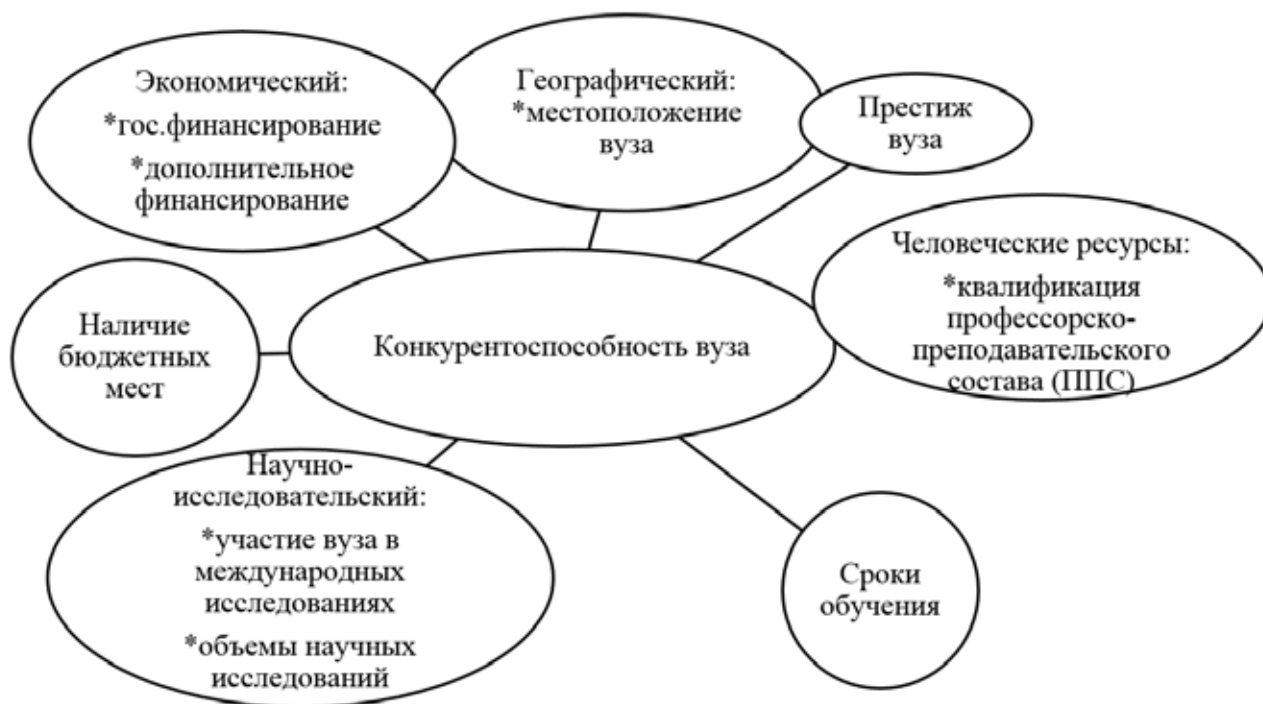 Экономический:
*гос.финансирование
*дополнительное
финансирование
Географический:
*местоположение
вуза
Престиж
вуза
Человеческие ресурсы:
*квалификация
профессорско-
преподавательского
состава (ППС)
Наличие
бюджетных
мест
Конкурентоспособность вуза
Научно-
исследовательский:
*участие вуза в
международных
исследованиях
*объемы научных
исследований
Сроки
обучения